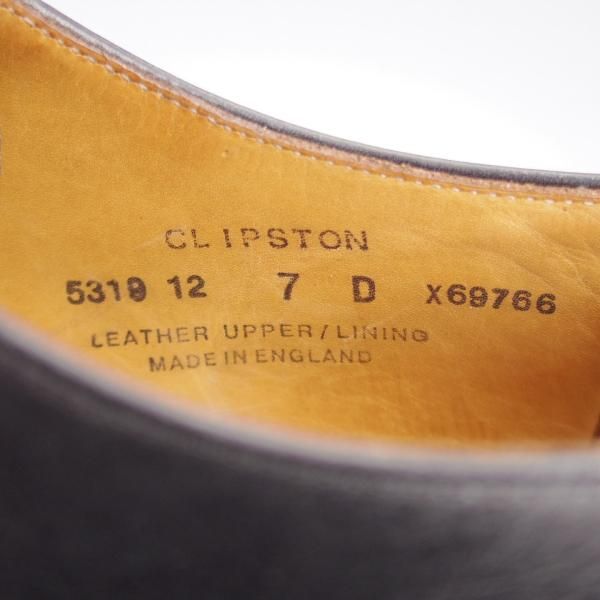 CLIPSTON
5319 12 7 D X69766
LEATHER UPPER/LINING
MADE IN ENGLAND